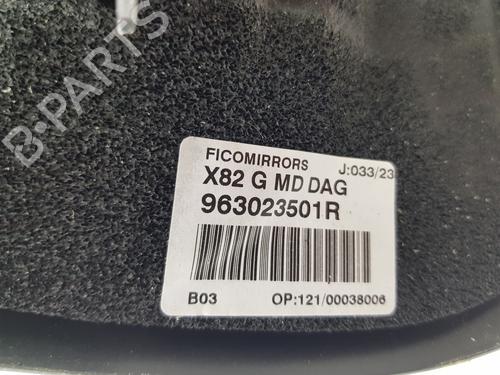 B-PARTS
FICOMIRRORS J:033/23
X82 G MD DAG
963023501R
B03 OP:121/00038006